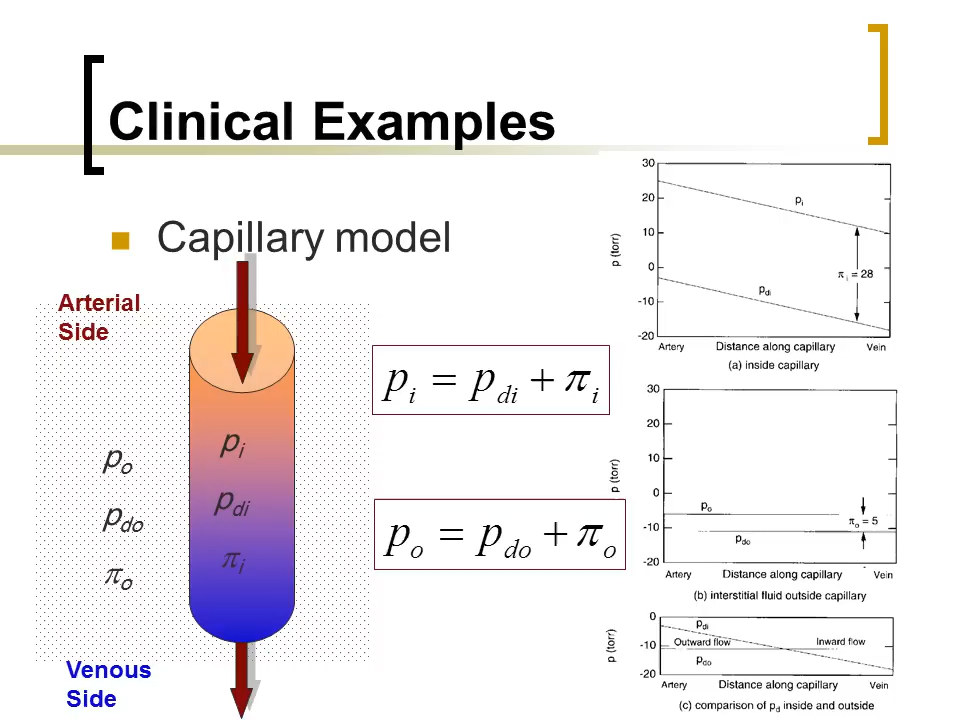 Clinical Examples
Capillary model
Arterial
Side
p_o
p_do
π_o
p_i
p_di
π_i
Venous
Side
p_i = p_di + π_i
p_o = p_do + π_o
30
20
10
0
-10
-20
p (torr)
p_i
p_di
π_i = 28
Artery Distance along capillary Vein
(a) inside capillary
30
20
10
0
-10
-20
p (torr)
p_o
π_o = 5
p_do
Artery Distance along capillary Vein
(b) interstitial fluid outside capillary
0
-10
-20
p (torr)
p_di
Outward flow Inward flow
p_do
Artery Distance along capillary Vein
(c) comparison of p_d inside and outside